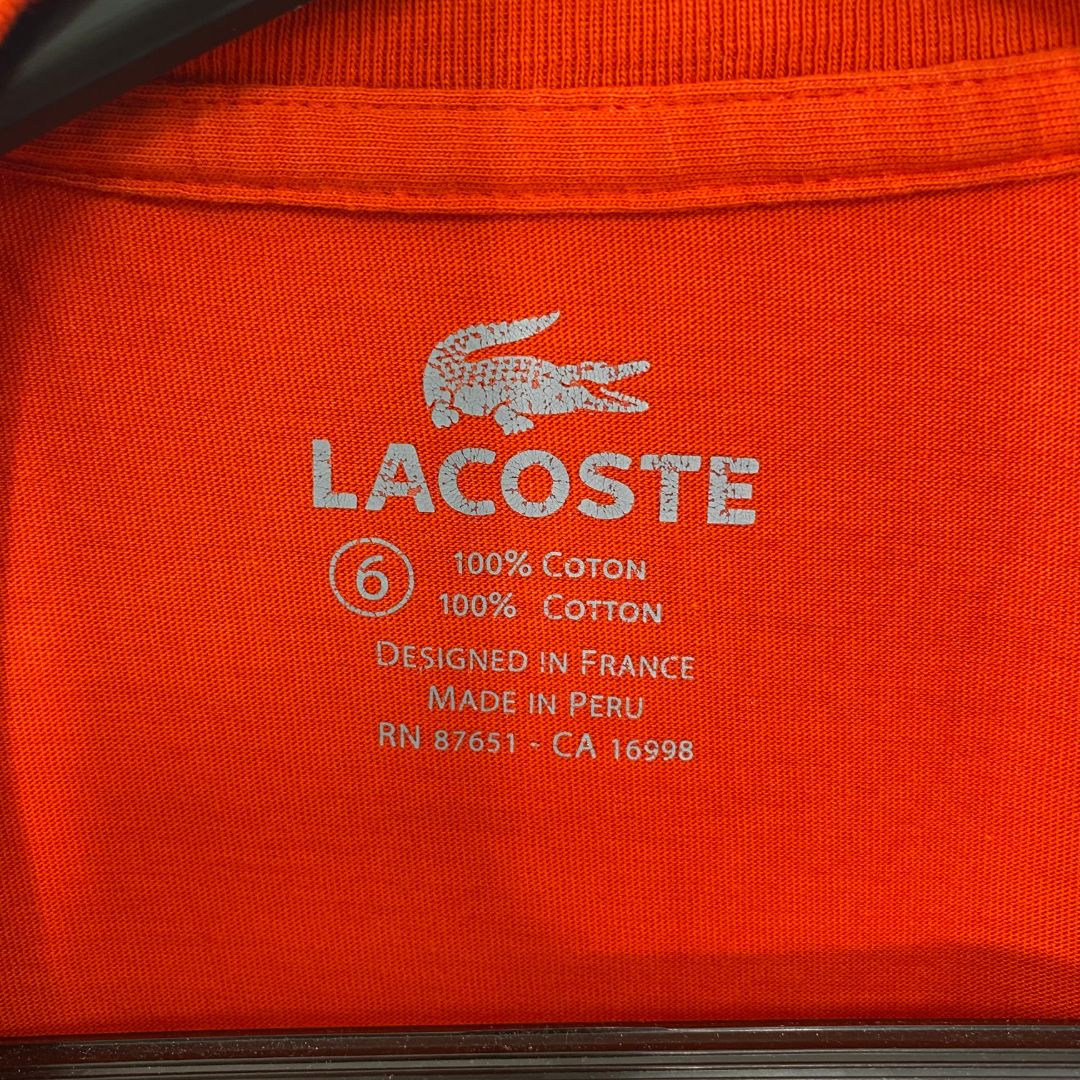 LACOSTE
6
100% COTON
100% COTTON
DESIGNED IN FRANCE
MADE IN PERU
RN 87651 - CA 16998